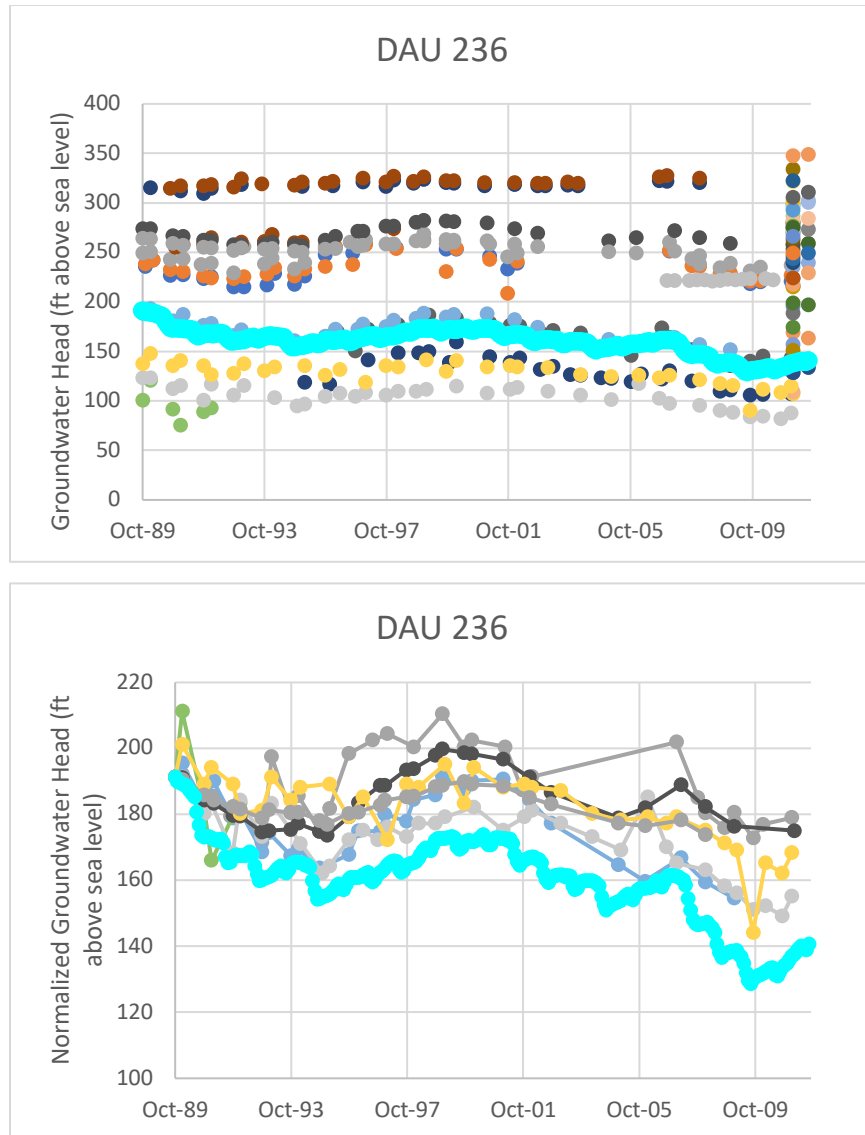 DAU 236
Groundwater Head (ft above sea level)
400
350
300
250
200
150
100
50
0
Oct-89
Oct-93
Oct-97
Oct-01
Oct-05
Oct-09
DAU 236
Normalized Groundwater Head (ft
above sea level)
220
200
180
160
140
120
100
Oct-89
Oct-93
Oct-97
Oct-01
Oct-05
Oct-09